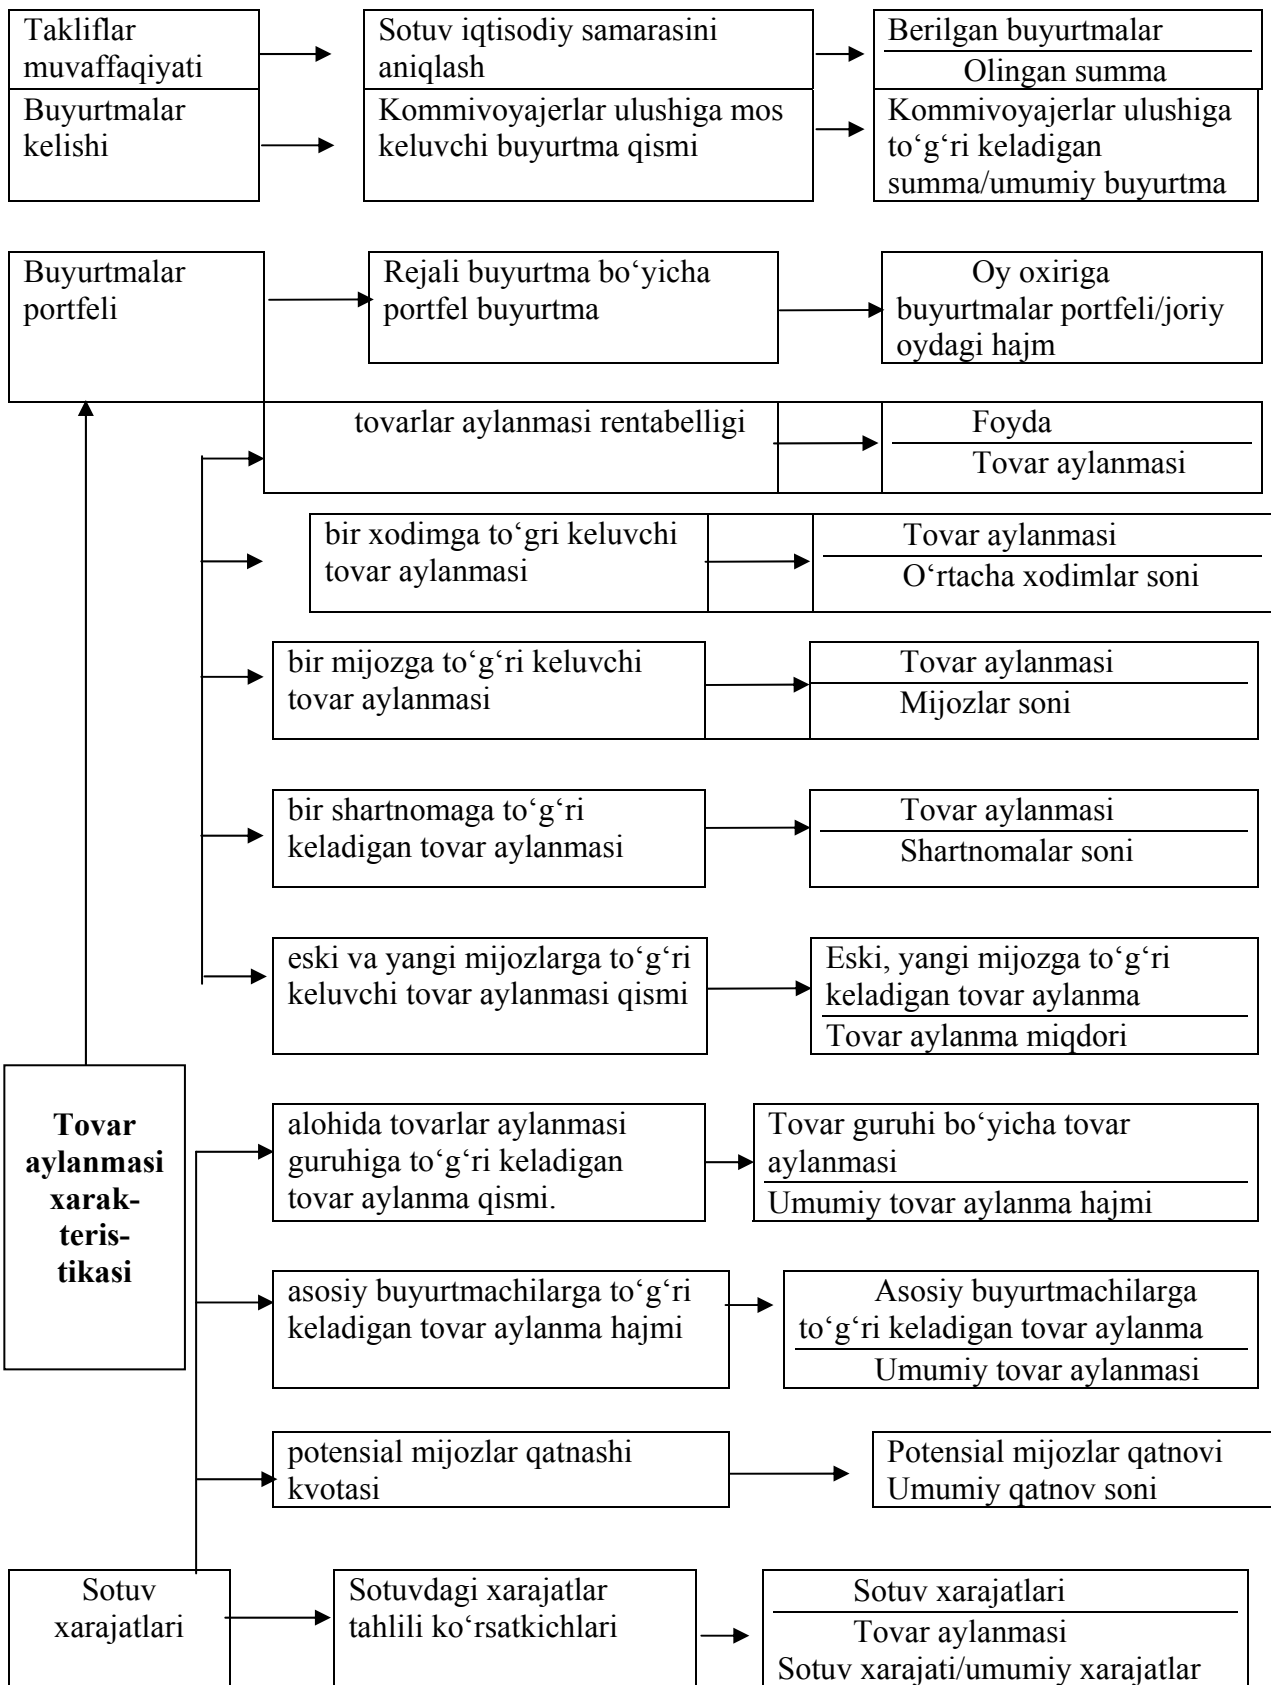 Takliflar
muvaffaqiyati
Sotuv iqtisodiy samarasini
aniqlash
Berilgan buyurtmalar
Olingan summa
Buyurtmalar
kelishi
Kommivoyajerlar ulushiga mos
keluvchi buyurtma qismi
Kommivoyajerlar ulushiga
to‘g‘ri keladigan
summa/umumiy buyurtma
Buyurtmalar
portfeli
Rejali buyurtma bo‘yicha
portfel buyurtma
Oy oxiriga
buyurtmalar portfeli/joriy
oydagi hajm
tovarlar aylanmasi rentabelligi
Foyda
Tovar aylanmasi
bir xodimga to‘gri keluvchi
tovar aylanmasi
Tovar aylanmasi
O‘rtacha xodimlar soni
bir mijozga to‘g‘ri keluvchi
tovar aylanmasi
Tovar aylanmasi
Mijozlar soni
bir shartnomaga to‘g‘ri
keladigan tovar aylanmasi
Tovar aylanmasi
Shartnomalar soni
eski va yangi mijozlarga to‘g‘ri
keluvchi tovar aylanmasi qismi
Eski, yangi mijozga to‘g‘ri
keladigan tovar aylanma
Tovar aylanma miqdori
Tovar
aylanmasi
xarak-
teris-
tikasi
alohida tovarlar aylanmasi
guruhiga to‘g‘ri keladigan
tovar aylanma qismi.
Tovar guruhi bo‘yicha tovar
aylanmasi
Umumiy tovar aylanma hajmi
asosiy buyurtmachilarga to‘g‘ri
keladigan tovar aylanma hajmi
Asosiy buyurtmachilarga
to‘g‘ri keladigan tovar aylanma
Umumiy tovar aylanmasi
potensial mijozlar qatnashi
kvotasi
Potensial mijozlar qatnovi
Umumiy qatnov soni
Sotuv
xarajatlari
Sotuvdagi xarajatlar
tahlili ko‘rsatkichlari
Sotuv xarajatlari
Tovar aylanmasi
Sotuv xarajati/umumiy xarajatlar